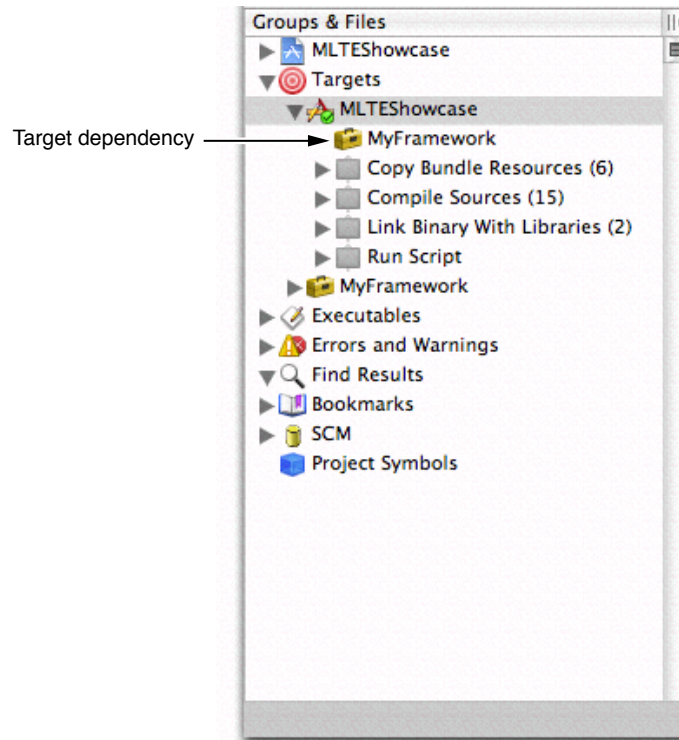 Groups & Files
MLTEShowcase
Targets
MLTEShowcase
Target dependency
MyFramework
Copy Bundle Resources (6)
Compile Sources (15)
Link Binary With Libraries (2)
Run Script
MyFramework
Executables
Errors and Warnings
Find Results
Bookmarks
SCM
Project Symbols